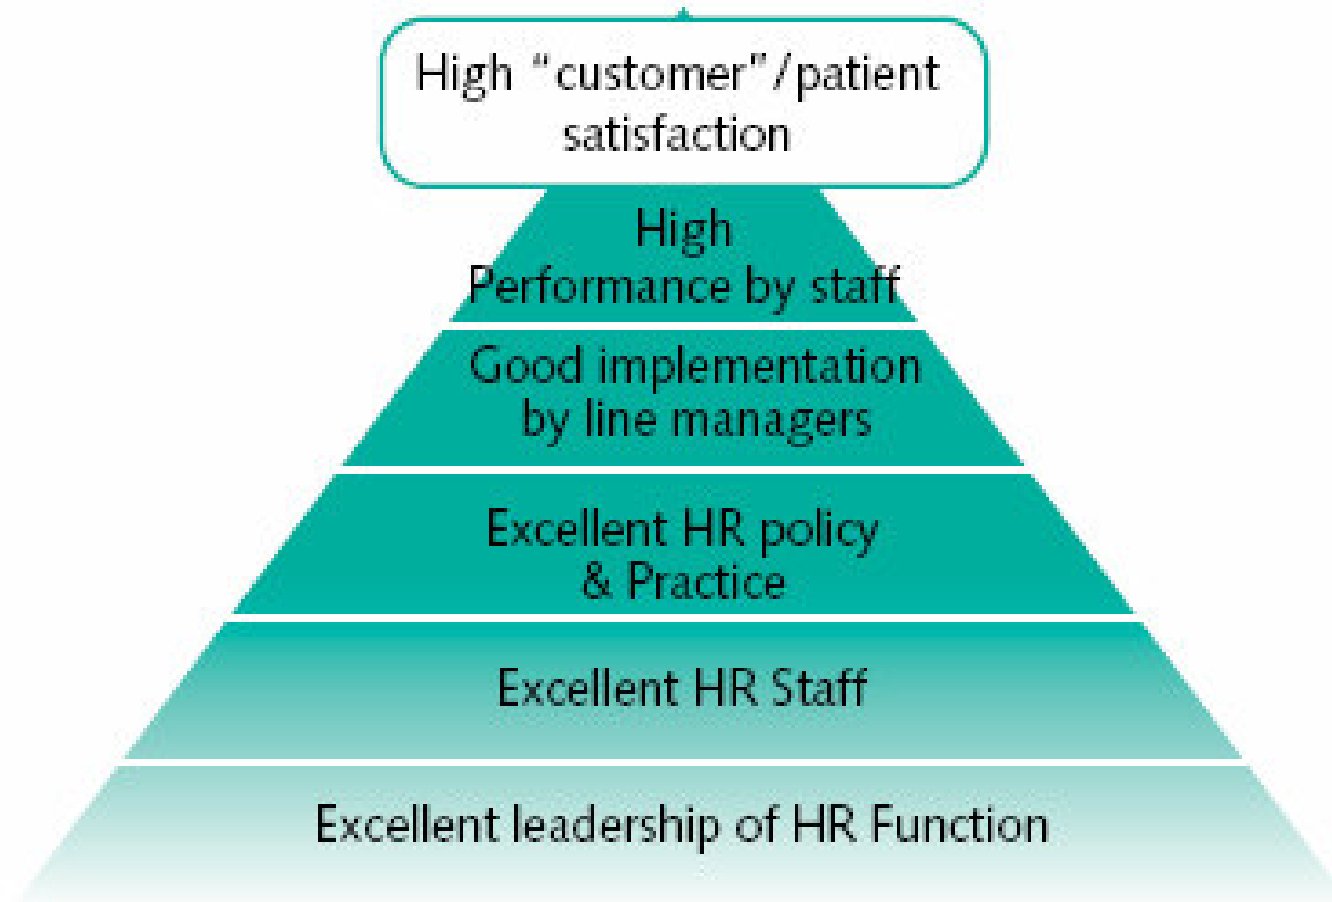 High “customer”/patient
satisfaction
High
Performance by staff
Good implementation
by line managers
Excellent HR policy
& Practice
Excellent HR Staff
Excellent leadership of HR Function